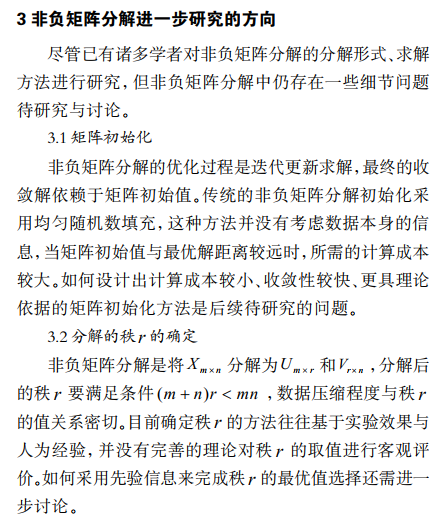 3 非负矩阵分解进一步研究的方向
尽管已有诸多学者对非负矩阵分解的分解形式、求解
方法进行研究，但非负矩阵分解中仍存在一些细节问题
待研究与讨论。
3.1 矩阵初始化
非负矩阵分解的优化过程是迭代更新求解，最终的收
敛解依赖于矩阵初始值。传统的非负矩阵分解初始化采
用均匀随机数填充，这种方法并没有考虑数据本身的信
息，当矩阵初始值与最优解距离较远时，所需的计算成本
较大。如何设计出计算成本较小、收敛性较快、更具理论
依据的矩阵初始化方法是后续待研究的问题。
3.2 分解的秩 r 的确定
非负矩阵分解是将 X_{m×n} 分解为 U_{m×r} 和 V_{r×n}，分解后
的秩 r 要满足条件 (m + n)r < mn，数据压缩程度与秩 r
的值关系密切。目前确定秩 r 的方法往往基于实验效果与
人为经验，并没有完善的理论对秩 r 的取值进行客观评
价。如何采用先验信息来完成秩 r 的最优值选择还需进一
步讨论。